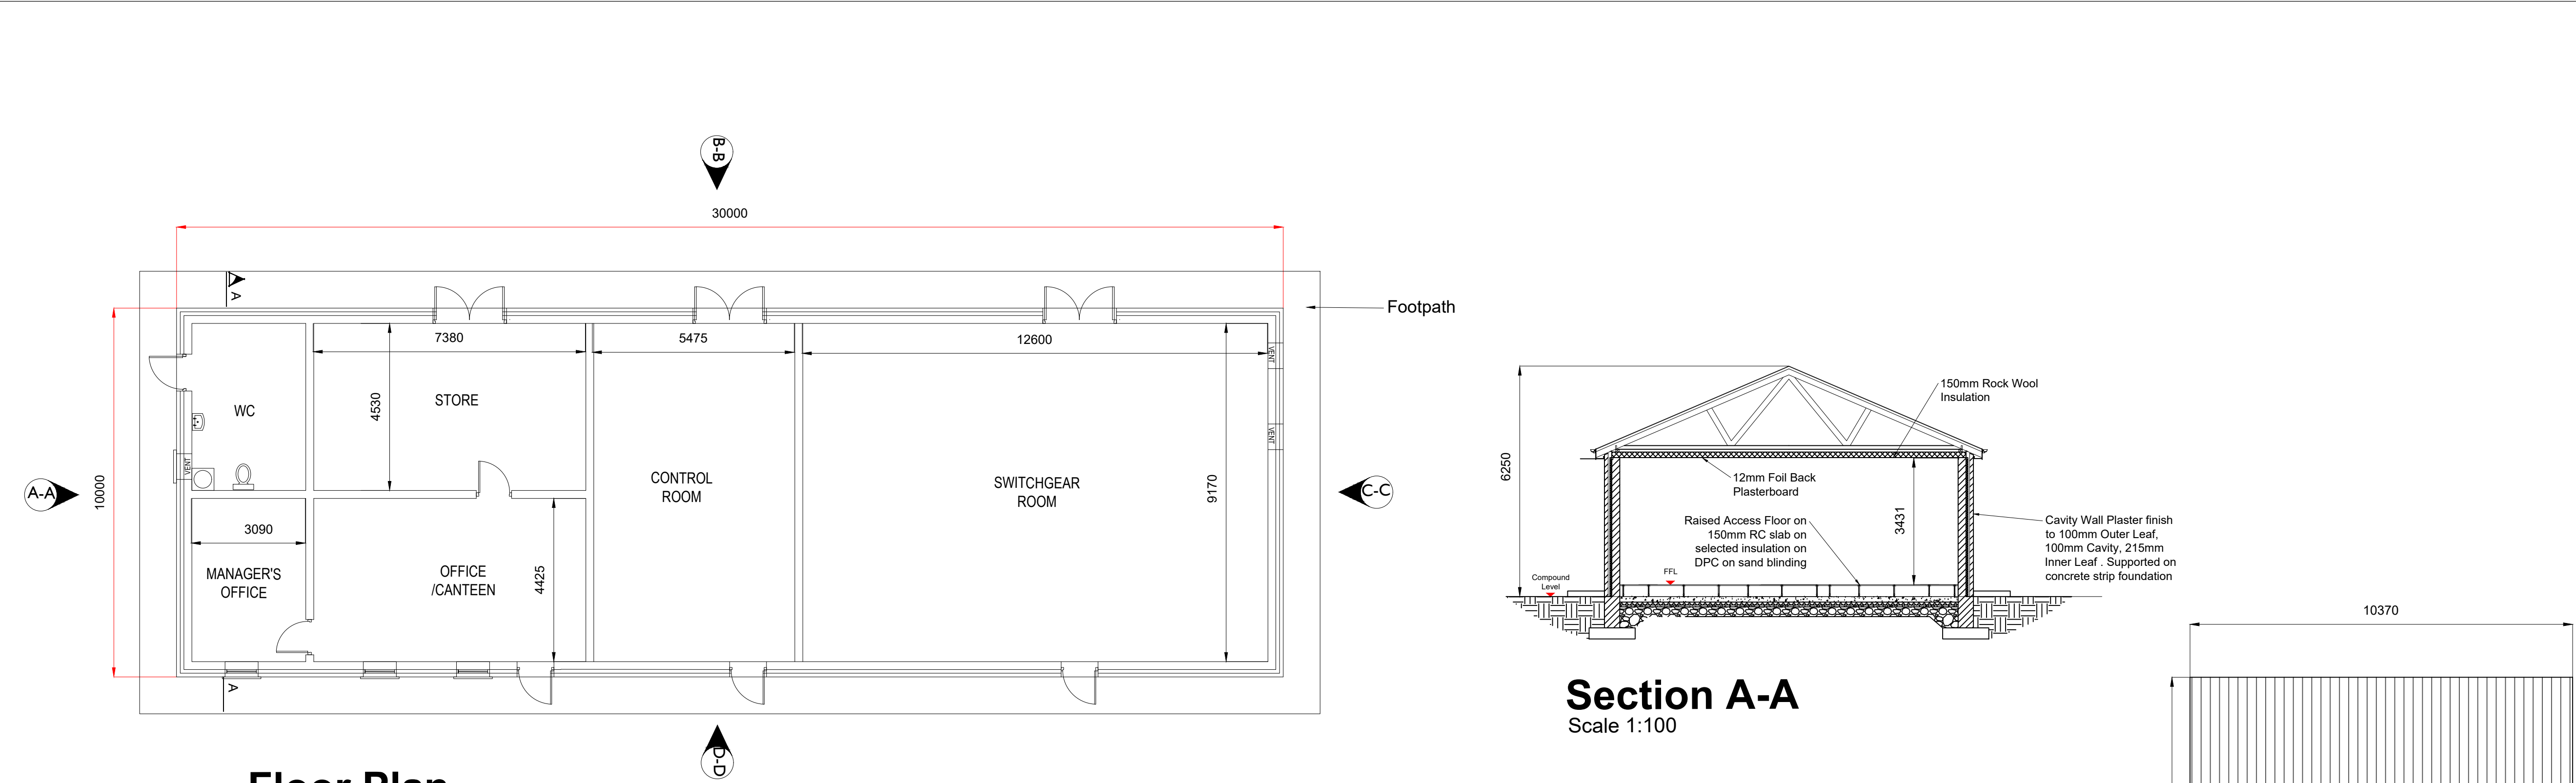 B-B
30000
A
Footpath
7380
5475
12600
VENT
4530
STORE
WC
VENT
VENT
CONTROL
ROOM
SWITCHGEAR
ROOM
9170
A-A
10000
C-C
3090
MANAGER'S
OFFICE
OFFICE
/CANTEEN
4425
A
D-D
Floor Plan
6250
150mm Rock Wool
Insulation
12mm Foil Back
Plasterboard
3431
Raised Access Floor on
150mm RC slab on
selected insulation on
DPC on sand blinding
FFL
Compound
Level
Cavity Wall Plaster finish
to 100mm Outer Leaf,
100mm Cavity, 215mm
Inner Leaf . Supported on
concrete strip foundation
Section A-A
Scale 1:100
10370